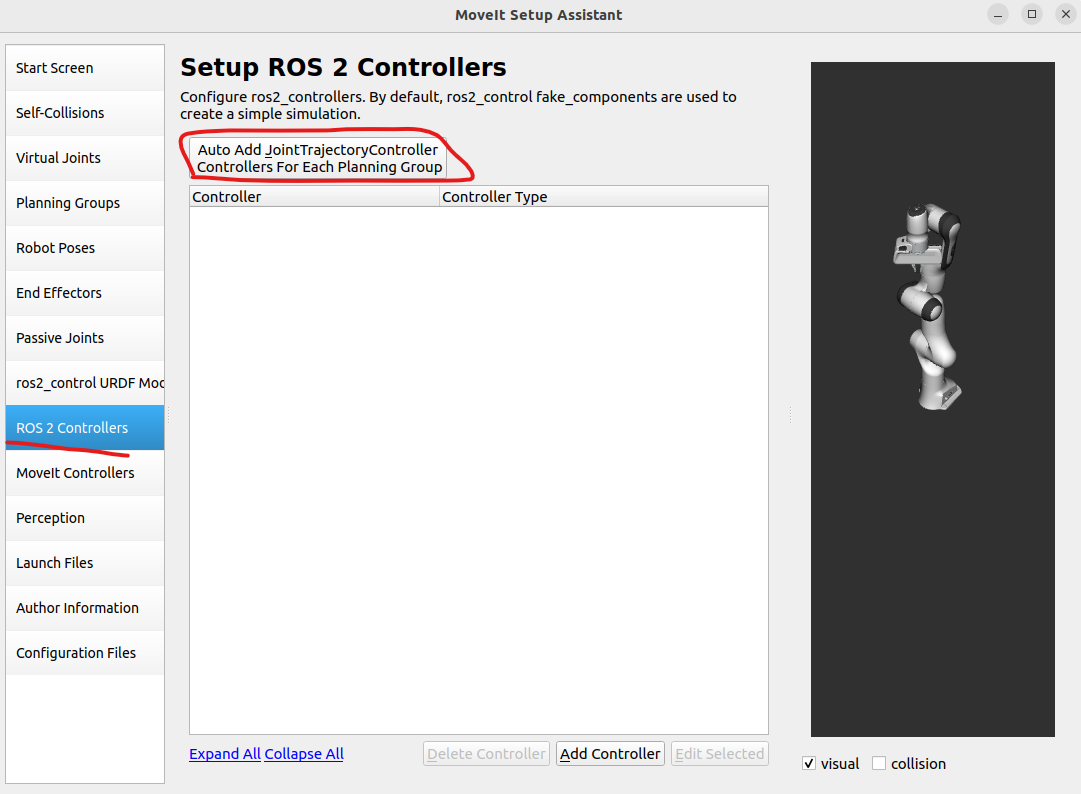 MoveIt Setup Assistant
Start Screen
Self-Collisions
Virtual Joints
Planning Groups
Robot Poses
End Effectors
Passive Joints
ros2_control URDF Mod
ROS 2 Controllers
MoveIt Controllers
Perception
Launch Files
Author Information
Configuration Files
Setup ROS 2 Controllers
Configure ros2_controllers. By default, ros2_control fake_components are used to
create a simple simulation.
Auto Add JointTrajectoryController
Controllers For Each Planning Group
Controller Controller Type
Expand All Collapse All Delete Controller Add Controller Edit Selected
visual collision